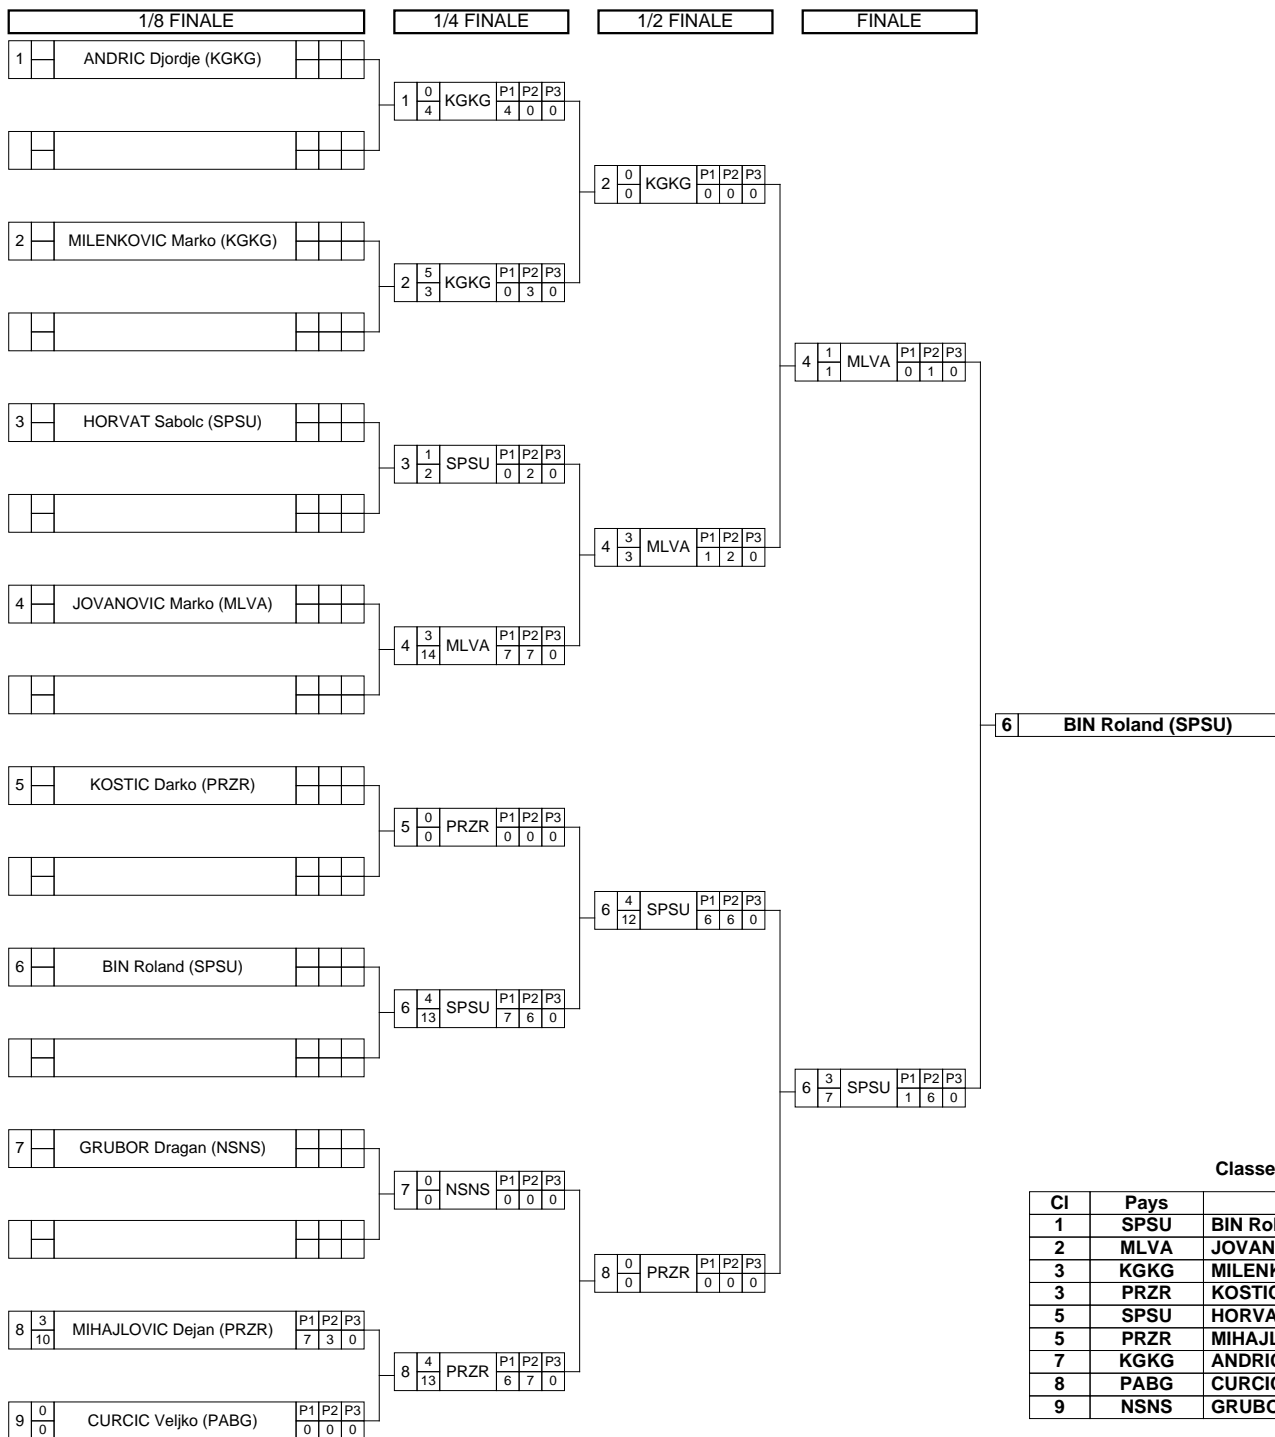 1/8 FINALE 1/4 FINALE 1/2 FINALE FINALE
1 ANDRIC Djordje (KGKG)
1 0 4 KGKG P1 P2 P3 4 0 0
2 0 0 KGKG P1 P2 P3 0 0 0
2 MILENKOVIC Marko (KGKG)
2 5 3 KGKG P1 P2 P3 0 3 0
4 1 1 MLVA P1 P2 P3 0 1 0
3 HORVAT Sabolc (SPSU)
3 1 2 SPSU P1 P2 P3 0 2 0
4 3 3 MLVA P1 P2 P3 1 2 0
4 JOVANOVIC Marko (MLVA)
4 3 14 MLVA P1 P2 P3 7 7 0
6 BIN Roland (SPSU)
5 KOSTIC Darko (PRZR)
5 0 0 PRZR P1 P2 P3 0 0 0
6 4 12 SPSU P1 P2 P3 6 6 0
6 BIN Roland (SPSU)
6 4 13 SPSU P1 P2 P3 7 6 0
6 3 7 SPSU P1 P2 P3 1 6 0
7 GRUBOR Dragan (NSNS)
7 0 0 NSNS P1 P2 P3 0 0 0
8 0 0 PRZR P1 P2 P3 0 0 0
8 3 10 MIHAJLOVIC Dejan (PRZR) P1 P2 P3 7 3 0
8 4 13 PRZR P1 P2 P3 6 7 0
9 0 0 CURCIC Veljko (PABG) P1 P2 P3 0 0 0
Classe
Cl Pays
1 SPSU BIN Rol
2 MLVA JOVAN
3 KGKG MILENK
3 PRZR KOSTIC
5 SPSU HORVA
5 PRZR MIHAJL
7 KGKG ANDRIC
8 PABG CURCIC
9 NSNS GRUBO